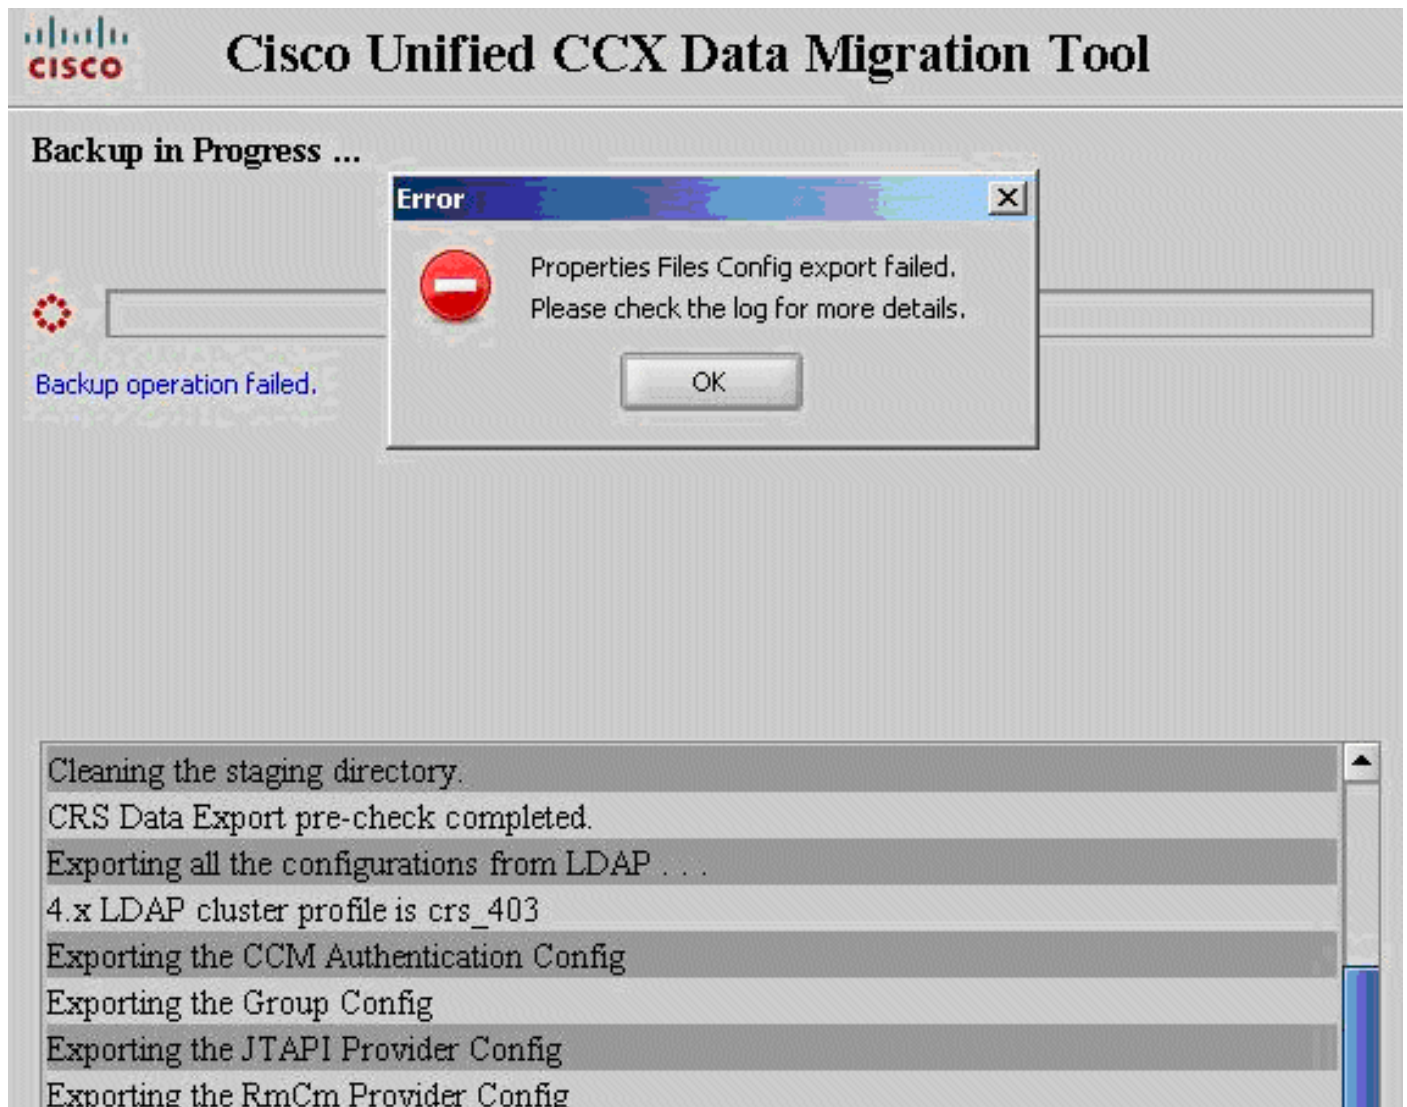 CISCO
Cisco Unified CCX Data Migration Tool
Backup in Progress ...
Error
Properties Files Config export failed.
Please check the log for more details.
OK
Backup operation failed.
Cleaning the staging directory.
CRS Data Export pre-check completed.
Exporting all the configurations from LDAP . . .
4.x LDAP cluster profile is crs_403
Exporting the CCM Authentication Config
Exporting the Group Config
Exporting the JTAPI Provider Config
Exporting the RmCm Provider Config